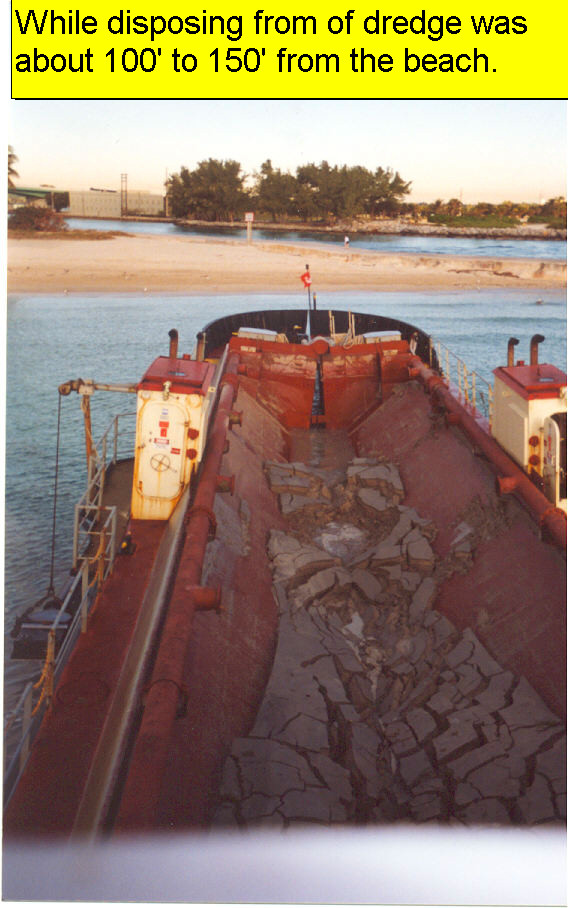 While disposing from of dredge was
about 100' to 150' from the beach.